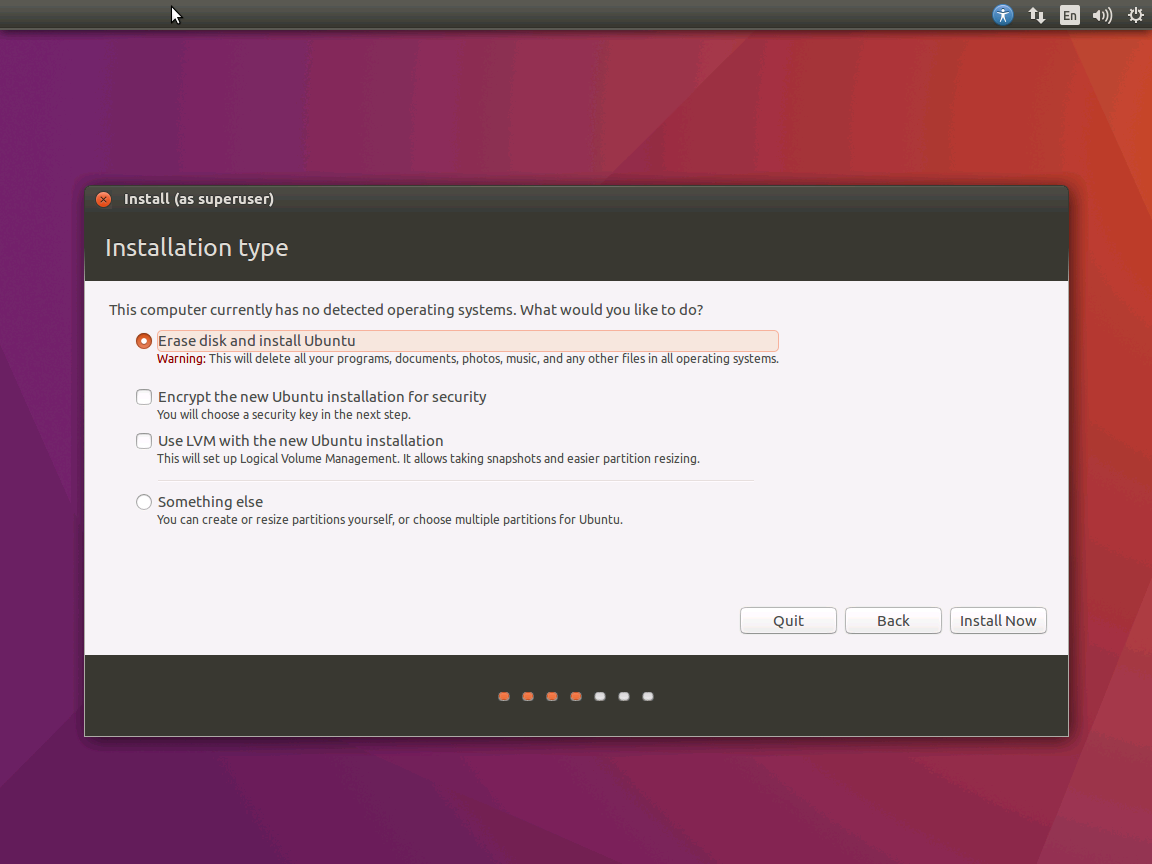 En
Install (as superuser)
Installation type
This computer currently has no detected operating systems. What would you like to do?
Erase disk and install Ubuntu
Warning: This will delete all your programs, documents, photos, music, and any other files in all operating systems.
Encrypt the new Ubuntu installation for security
You will choose a security key in the next step.
Use LVM with the new Ubuntu installation
This will set up Logical Volume Management. It allows taking snapshots and easier partition resizing.
Something else
You can create or resize partitions yourself, or choose multiple partitions for Ubuntu.
Quit Back Install Now